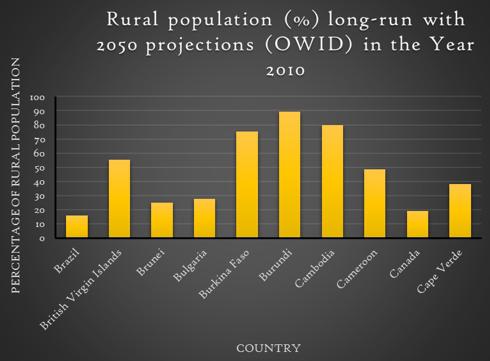 Rural population (%) long-run with
2050 projections (OWID) in the Year
2010
PERCENTAGE OF RURAL POPULATION
100
90
80
70
60
50
40
30
20
10
0
Brazil
British Virgin Islands
Brunei
Bulgaria
Burkina Faso
Burundi
Cambodia
Cameroon
Canada
Cape Verde
COUNTRY